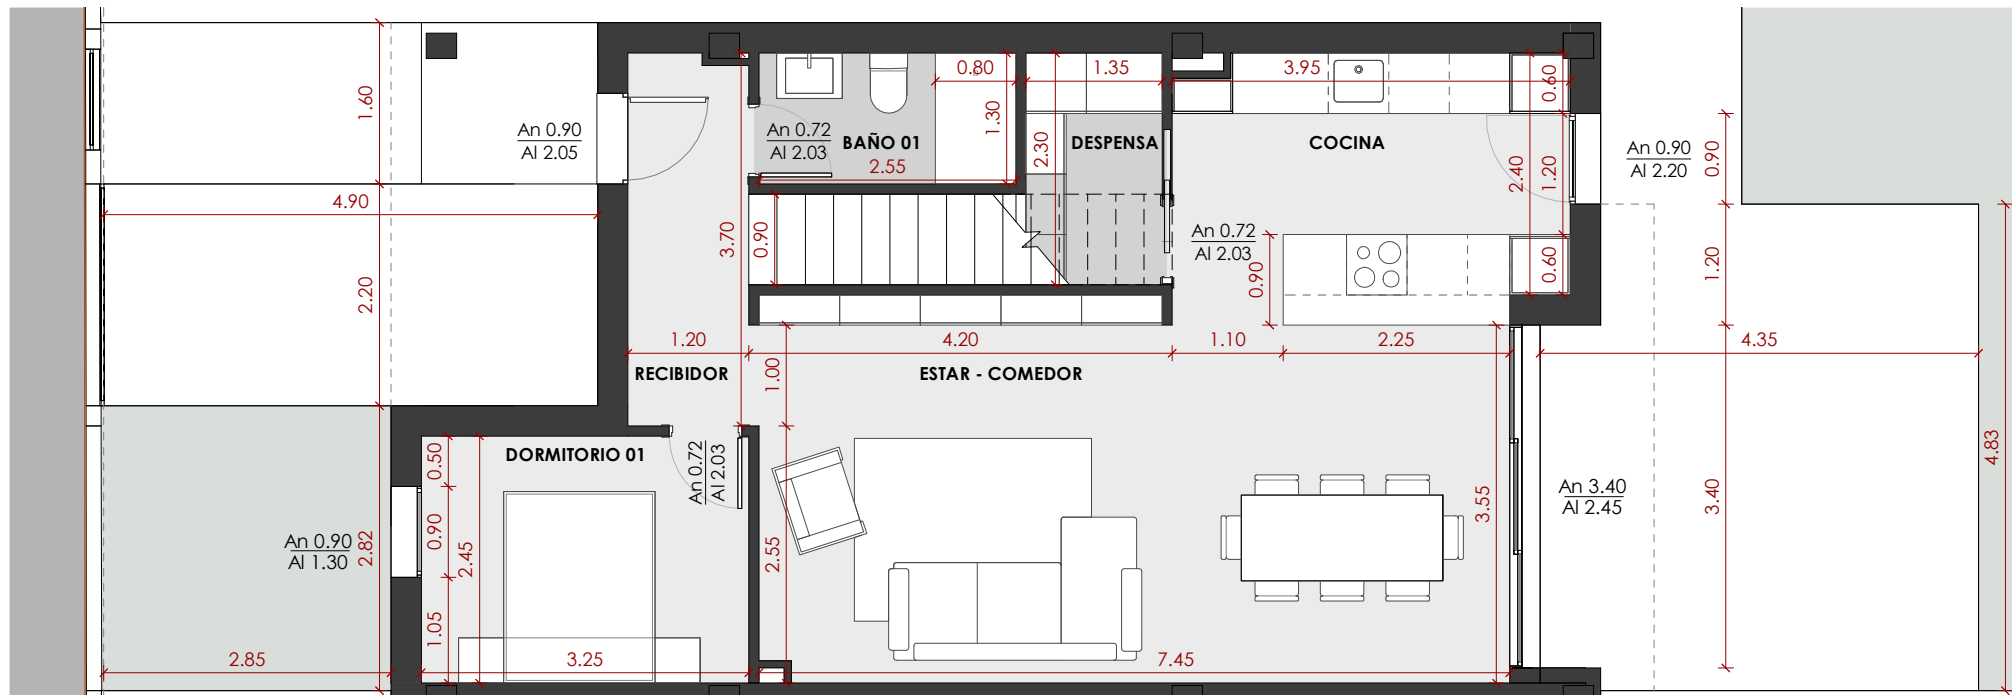 0.80
1.35
3.95
0.60
1.60
An 0.90
Al 2.05
An 0.72
Al 2.03
BAÑO 01
1.30
2.30
DESPENSA
COCINA
2.40
1.20
An 0.90
Al 2.20
0.90
2.55
4.90
3.70
0.90
An 0.72
Al 2.03
0.90
0.60
1.20
2.20
1.20
4.20
1.10
2.25
4.35
RECIBIDOR
1.00
ESTAR - COMEDOR
4.83
DORMITORIO 01
0.50
An 0.72
Al 2.03
An 3.40
Al 2.45
3.55
3.40
An 0.90
Al 1.30
2.82
0.90
2.45
2.55
1.05
2.85
3.25
7.45